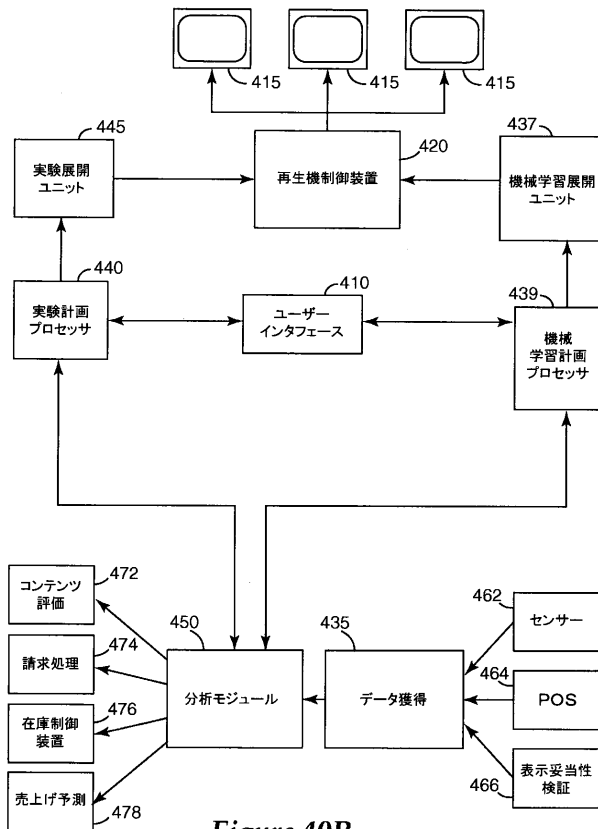 415
415
415
445
実験展開
ユニット
420
再生機制御装置
437
機械学習展開
ユニット
440
実験計画
プロセッサ
410
ユーザー
インタフェース
439
機械
学習計画
プロセッサ
472
コンテンツ
評価
474
請求処理
476
在庫制御
装置
売上げ予測
478
450
分析モジュール
435
データ獲得
462
センサー
464
POS
表示妥当性
検証
466
Figure 40B